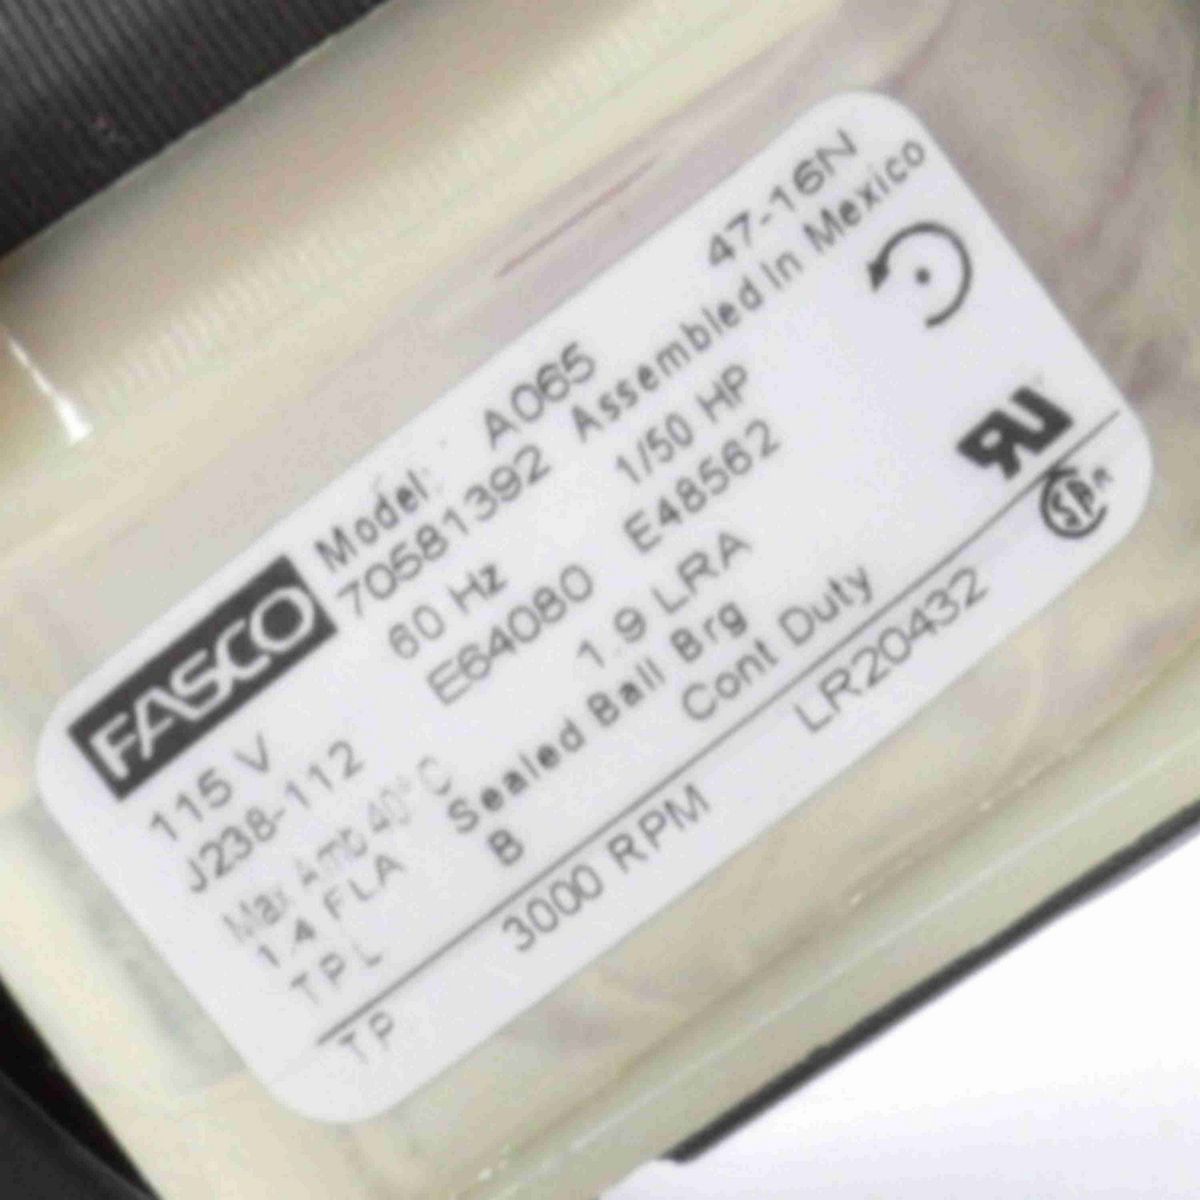 FASCO Model: A065 47-16N
70581392 Assembled In Mexico
115 V 60 Hz 1/50 HP
J238-112 E64080 E48562
Max Amb 40° C 1.9 LRA
1.4 FLA Sealed Ball Brg
TPL B Cont Duty
TP 3000 RPM LR20432